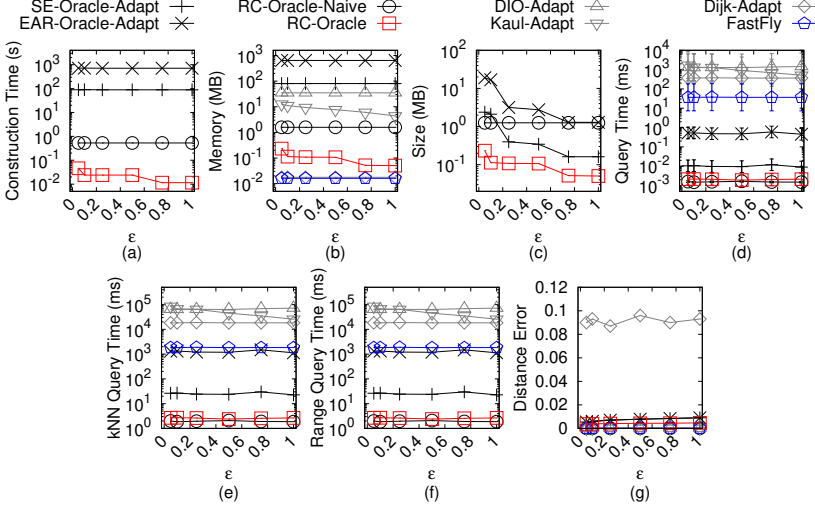 SE-Oracle-Adapt RC-Oracle-Naive DIO-Adapt Dijk-Adapt
EAR-Oracle-Adapt RC-Oracle Kaul-Adapt FastFly
Construction Time (s)
10^3
10^2
10^1
10^0
10^-1
10^-2
0 0.2 0.4 0.6 0.8 1
ε
(a)
Memory (MB)
10^3
10^2
10^1
10^0
10^-1
10^-2
0 0.2 0.4 0.6 0.8 1
ε
(b)
Size (MB)
10^2
10^1
10^0
10^-1
0 0.2 0.4 0.6 0.8 1
ε
(c)
Query Time (ms)
10^4
10^3
10^2
10^1
10^0
10^-1
10^-2
10^-3
0 0.2 0.4 0.6 0.8 1
ε
(d)
kNN Query Time (ms)
10^5
10^4
10^3
10^2
10^1
10^0
0 0.2 0.4 0.6 0.8 1
ε
(e)
Range Query Time (ms)
10^5
10^4
10^3
10^2
10^1
10^0
0 0.2 0.4 0.6 0.8 1
ε
(f)
Distance Error
0.12
0.1
0.08
0.06
0.04
0.02
0
0 0.2 0.4 0.6 0.8 1
ε
(g)